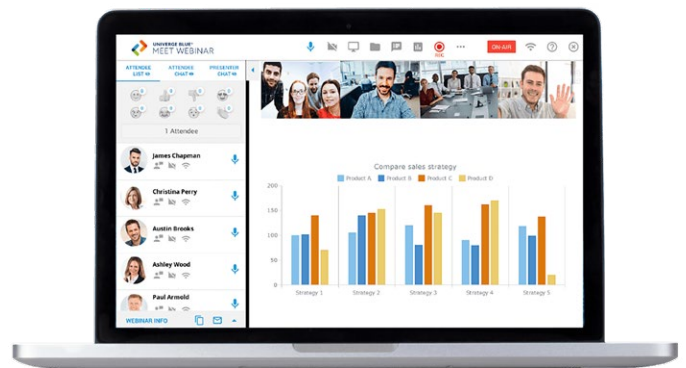 UNIVERGE BLUE®
MEET WEBINAR
REC
ON-AIR
ATTENDEE LIST
ATTENDEE CHAT
PRESENTER CHAT
1 Attendee
James Chapman
Christina Perry
Austin Brooks
Ashley Wood
Paul Armold
WEBINAR INFO
Compare sales strategy
Product A Product B Product C Product D
200
150
100
50
0
Strategy 1 Strategy 2 Strategy 3 Strategy 4 Strategy 5